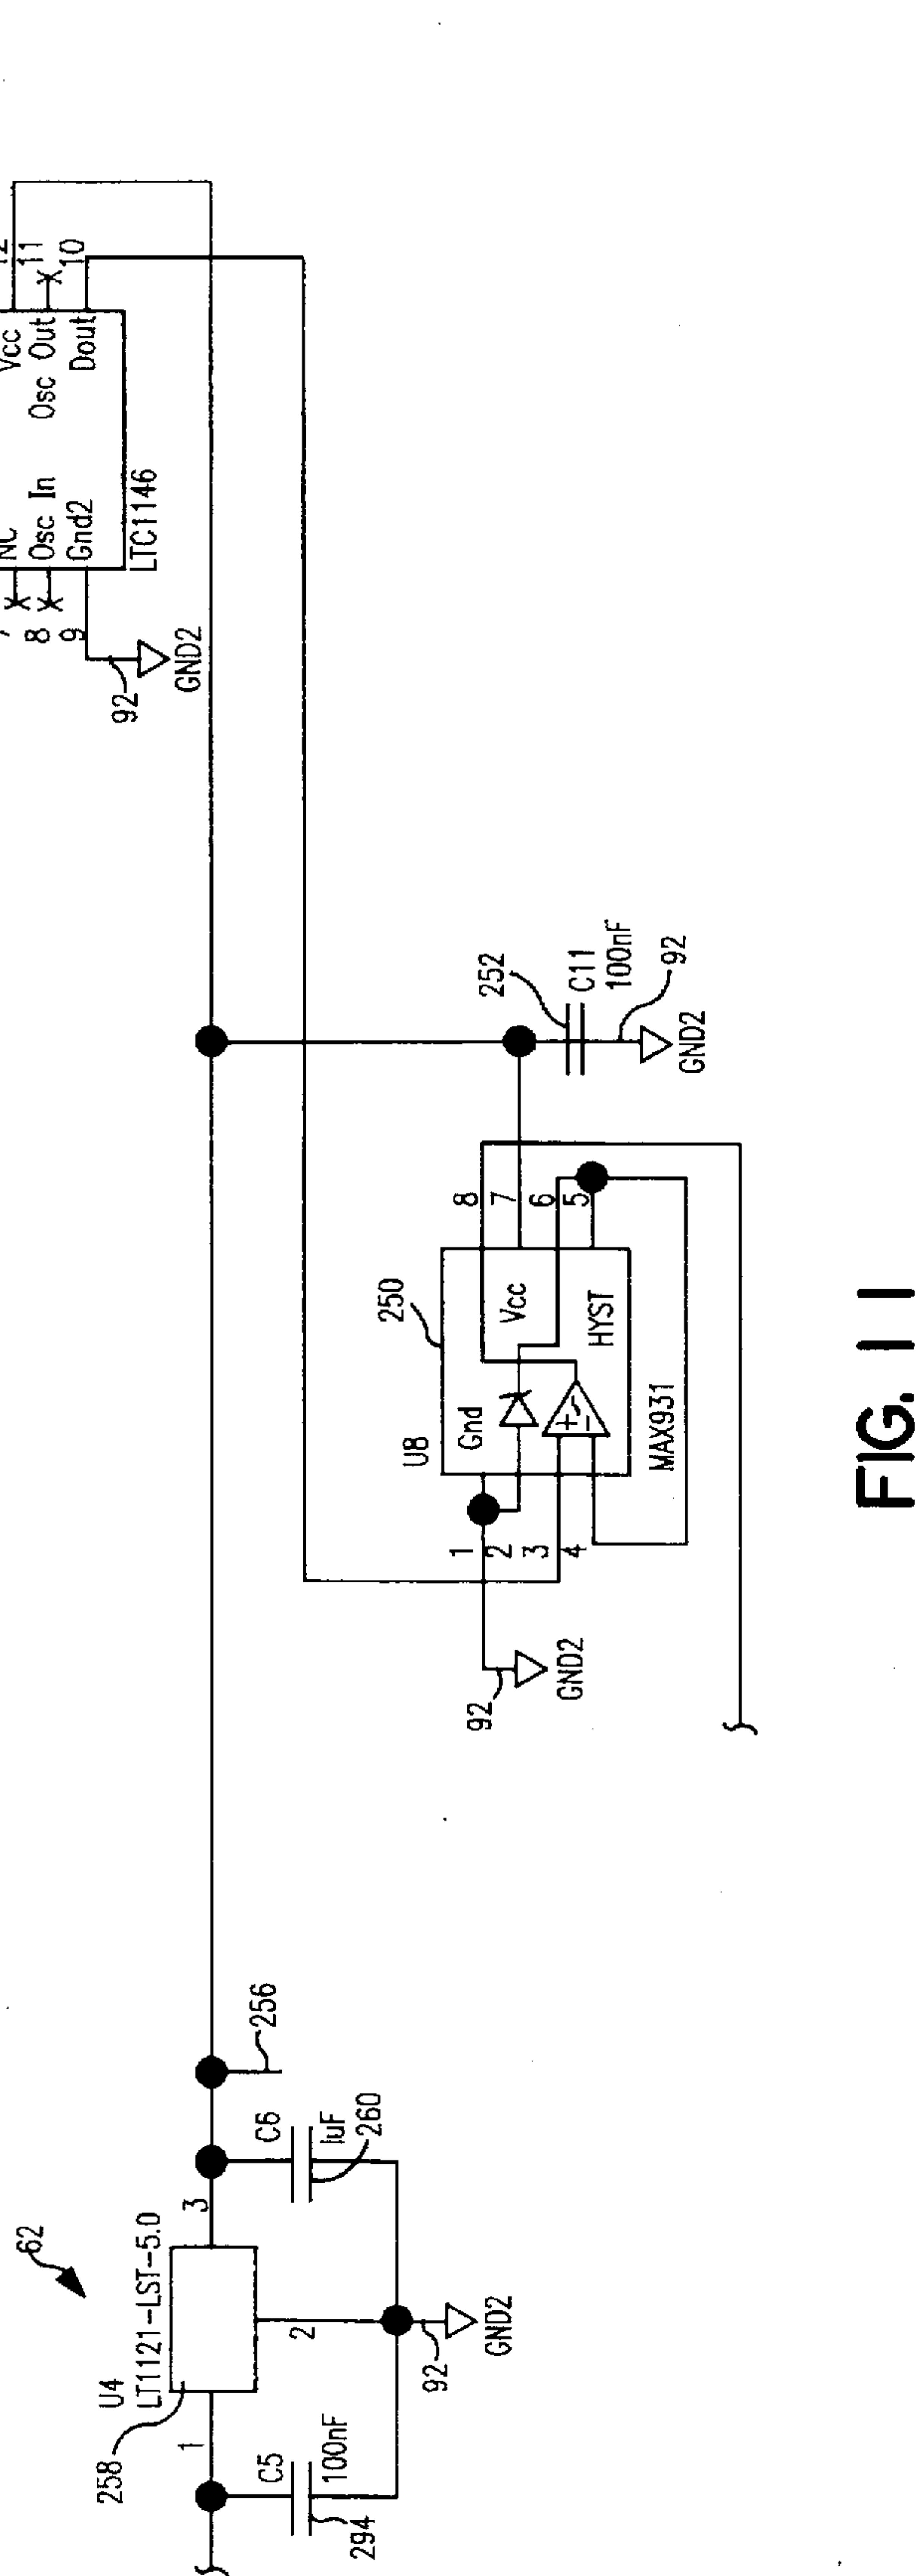 62
U4
LT1121-LST-5.0
258
1
3
2
C5
100nF
294
C6
1uF
260
256
92
GND2
7
8
9
NC
Osc In
Gnd2
Vcc
Osc Out
Dout
12
11
10
LTC1146
92
GND2
U8
250
Gnd
Vcc
HYST
MAX931
1
2
3
4
8
7
6
5
92
GND2
252
C11
100nF
92
GND2
FIG. 11